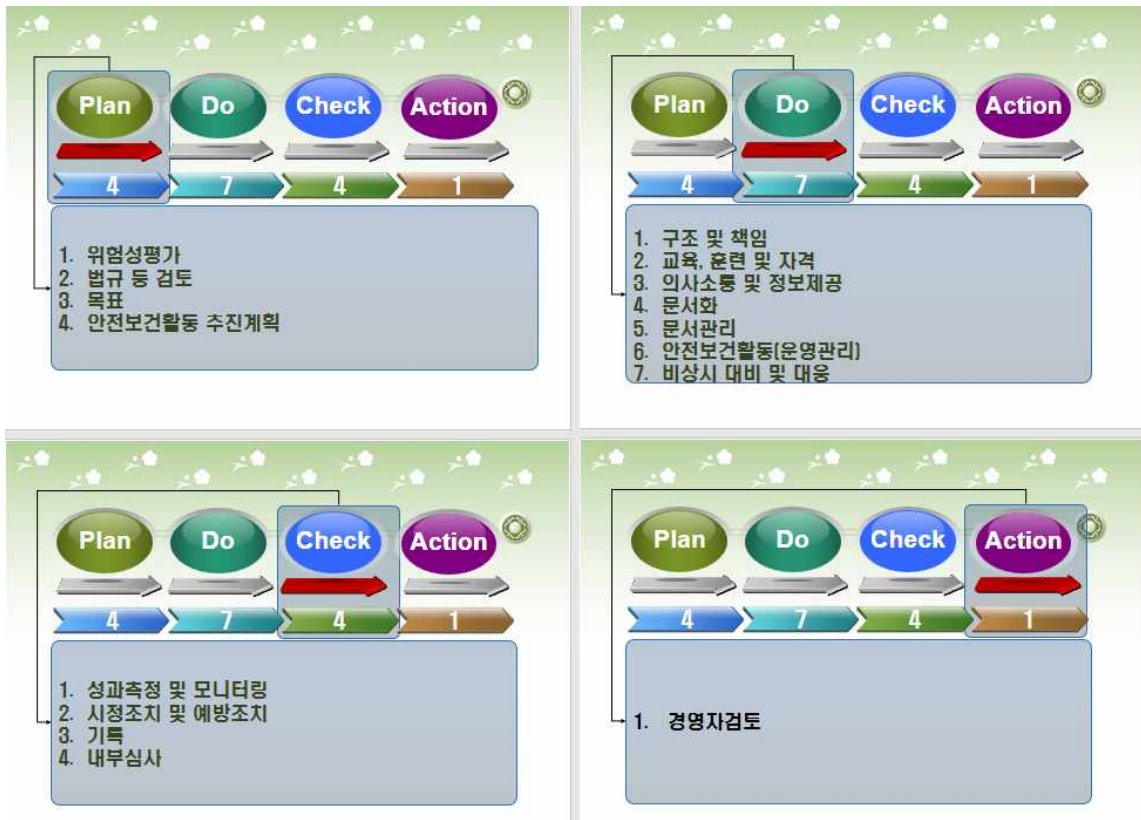 Plan Do Check Action
4 7 4 1
1. 위험성평가
2. 법규 등 검토
3. 목표
4. 안전보건활동 추진계획
Plan Do Check Action
4 7 4 1
1. 구조 및 책임
2. 교육, 훈련 및 자격
3. 의사소통 및 정보제공
4. 문서화
5. 문서관리
6. 안전보건활동(운영관리)
7. 비상시 대비 및 대응
Plan Do Check Action
4 7 4 1
1. 성과측정 및 모니터링
2. 시정조치 및 예방조치
3. 기록
4. 내부심사
Plan Do Check Action
4 7 4 1
1. 경영자검토